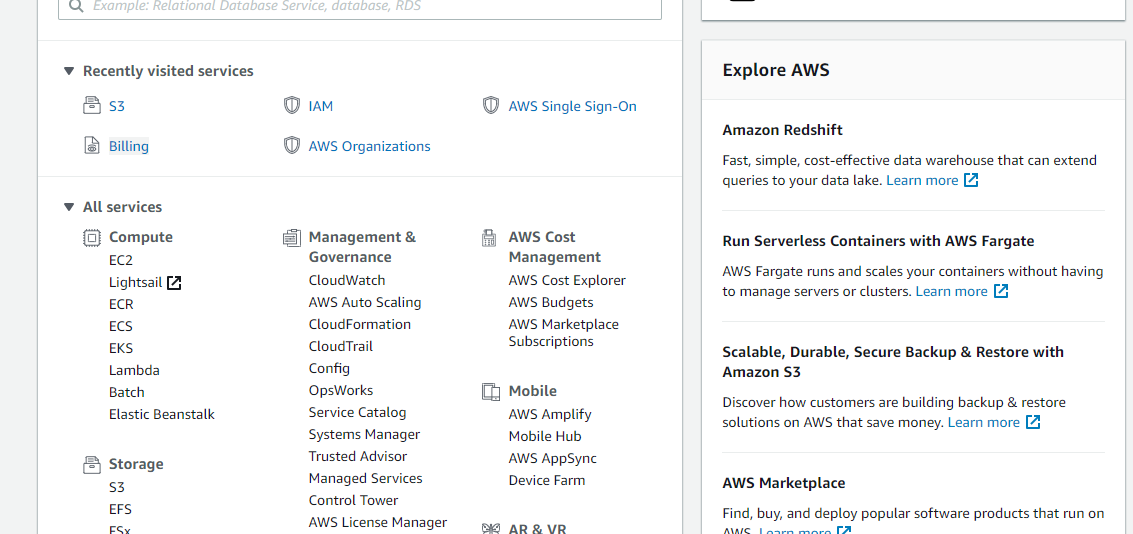 Example: Relational Database Service, database, RDS
Recently visited services
S3
IAM
AWS Single Sign-On
Billing
AWS Organizations
All services
Compute
EC2
Lightsail
ECR
ECS
EKS
Lambda
Batch
Elastic Beanstalk
Storage
S3
EFS
FSx
Management &
Governance
CloudWatch
AWS Auto Scaling
CloudFormation
CloudTrail
Config
OpsWorks
Service Catalog
Systems Manager
Trusted Advisor
Managed Services
Control Tower
AWS License Manager
AWS Cost
Management
AWS Cost Explorer
AWS Budgets
AWS Marketplace
Subscriptions
Mobile
AWS Amplify
Mobile Hub
AWS AppSync
Device Farm
AR & VR
Explore AWS
Amazon Redshift
Fast, simple, cost-effective data warehouse that can extend
queries to your data lake. Learn more
Run Serverless Containers with AWS Fargate
AWS Fargate runs and scales your containers without having
to manage servers or clusters. Learn more
Scalable, Durable, Secure Backup & Restore with
Amazon S3
Discover how customers are building backup & restore
solutions on AWS that save money. Learn more
AWS Marketplace
Find, buy, and deploy popular software products that run on
AWS. Learn more